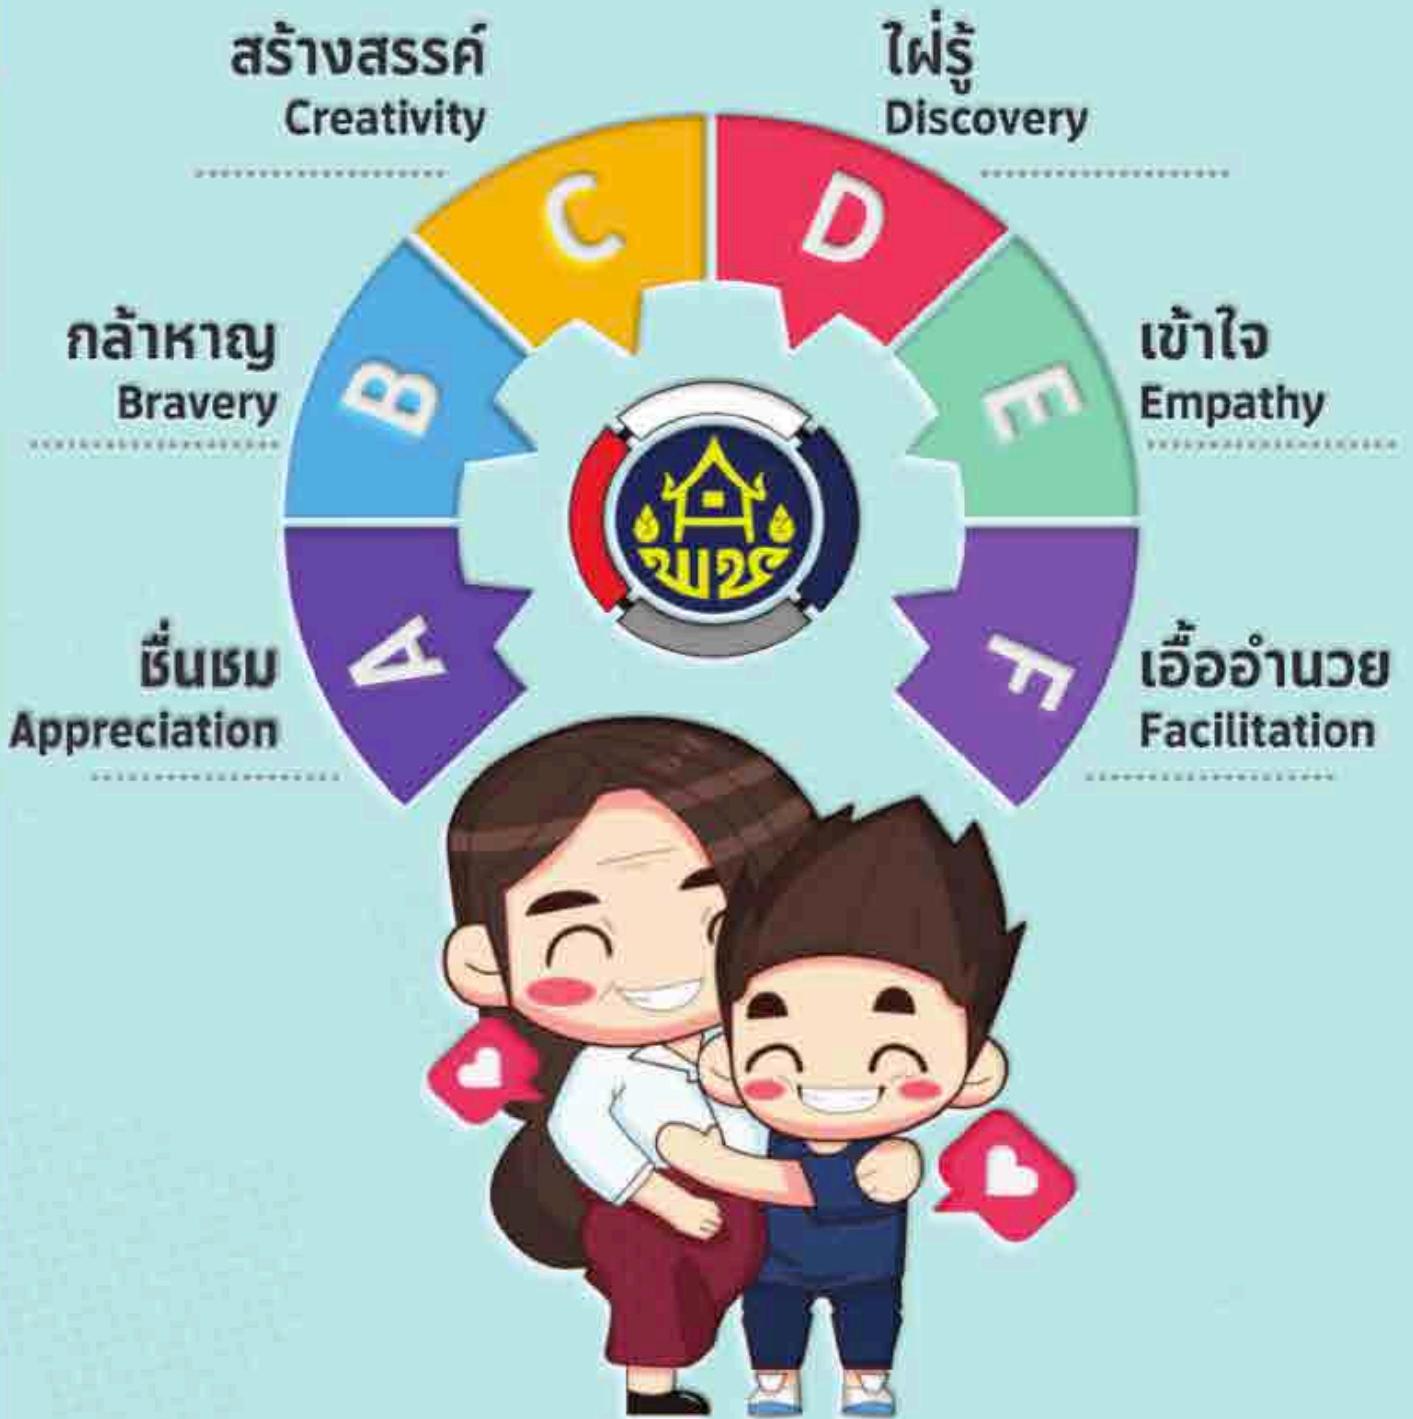 สร้างสรรค์
Creativity
ใฝ่รู้
Discovery
C
D
กล้าหาญ
Bravery
B
E
เข้าใจ
Empathy
พช
ชื่นชม
Appreciation
A
F
เอื้ออำนวย
Facilitation